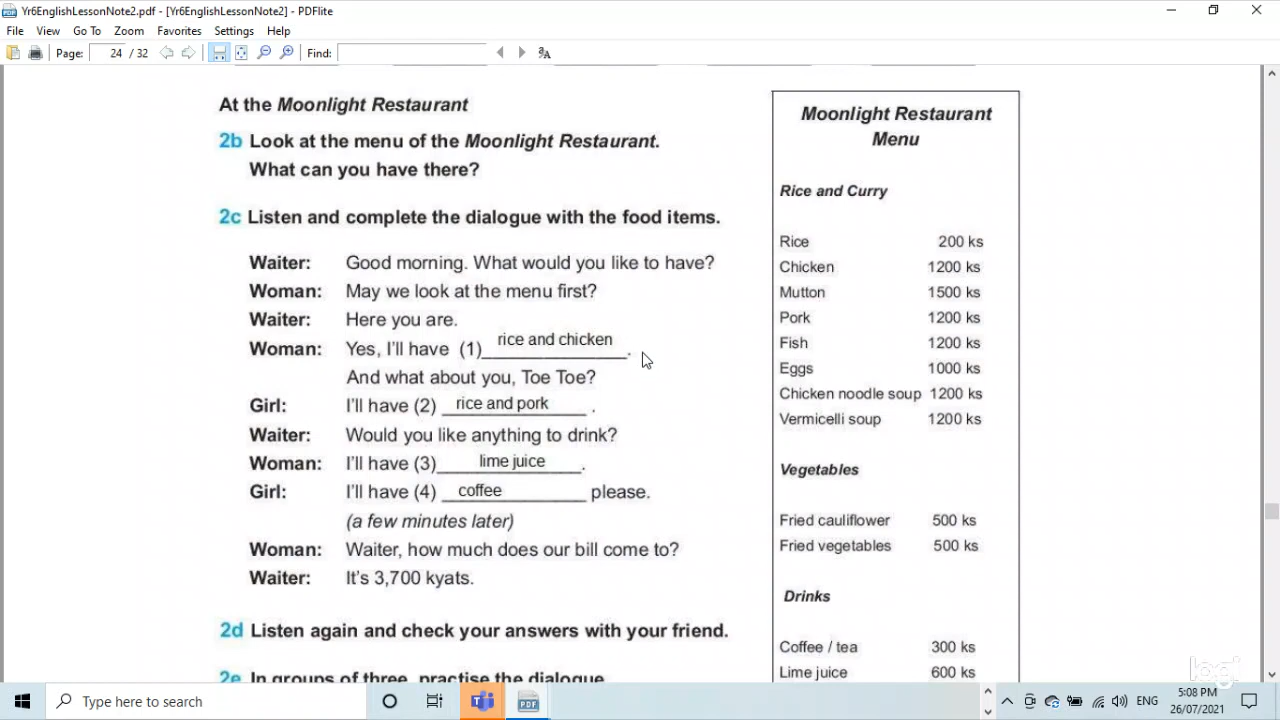 Yr6EnglishLessonNote2.pdf - [Yr6EnglishLessonNote2] - PDFlite
File View Go To Zoom Favorites Settings Help
Page: 24 / 32 Find:
At the Moonlight Restaurant
2b Look at the menu of the Moonlight Restaurant.
What can you have there?
2c Listen and complete the dialogue with the food items.
Waiter: Good morning. What would you like to have?
Woman: May we look at the menu first?
Waiter: Here you are.
Woman: Yes, I'll have (1) rice and chicken.
And what about you, Toe Toe?
Girl: I'll have (2) rice and pork.
Waiter: Would you like anything to drink?
Woman: I'll have (3) lime juice.
Girl: I'll have (4) coffee please.
(a few minutes later)
Woman: Waiter, how much does our bill come to?
Waiter: It's 3,700 kyats.
2d Listen again and check your answers with your friend.
2e In groups of three, practise the dialogue
Moonlight Restaurant
Menu
Rice and Curry
Rice 200 ks
Chicken 1200 ks
Mutton 1500 ks
Pork 1200 ks
Fish 1200 ks
Eggs 1000 ks
Chicken noodle soup 1200 ks
Vermicelli soup 1200 ks
Vegetables
Fried cauliflower 500 ks
Fried vegetables 500 ks
Drinks
Coffee / tea 300 ks
Lime juice 600 ks
Type here to search
ENG
5:08 PM
26/07/2021